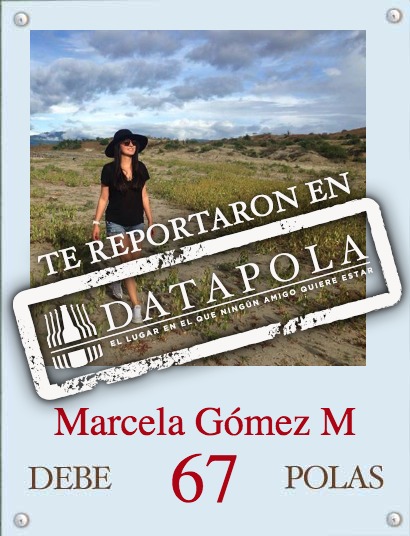 TE REPORTARON EN
DATAPOLA
EL LUGAR EN EL QUE NINGÚN AMIGO QUIERE ESTAR
Marcela Gómez M
DEBE 67 POLAS